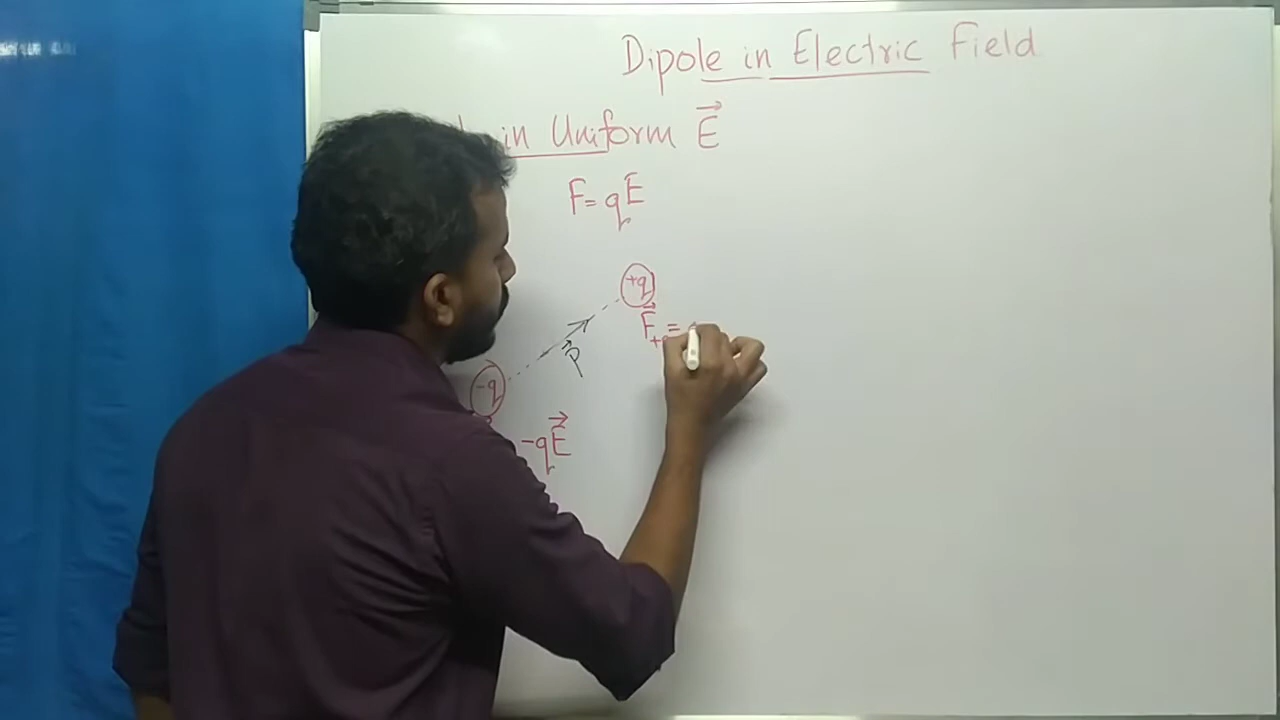 Dipole in Electric Field
in Uniform E⃗
F = qE
+q
F⃗+q =
P⃗
-q
-qE⃗